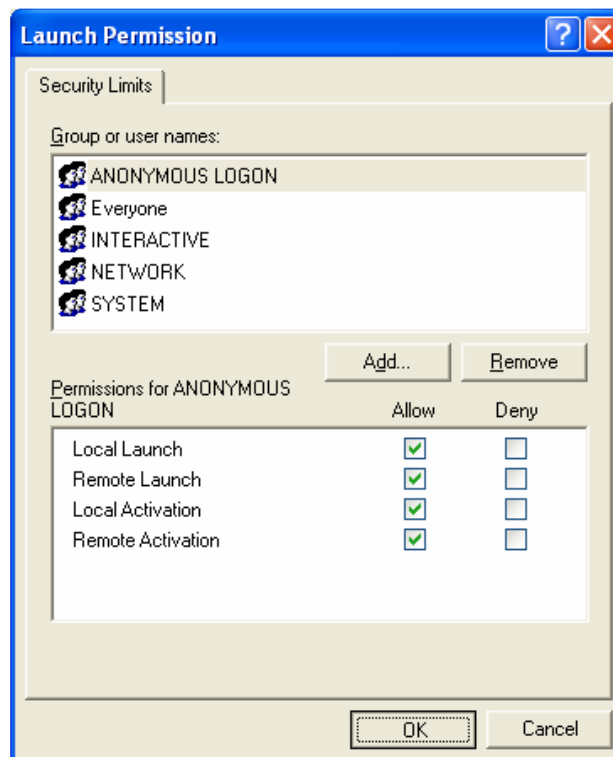 Launch Permission
Security Limits
Group or user names:
ANONYMOUS LOGON
Everyone
INTERACTIVE
NETWORK
SYSTEM
Add... Remove
Permissions for ANONYMOUS
LOGON Allow Deny
Local Launch
Remote Launch
Local Activation
Remote Activation
OK Cancel